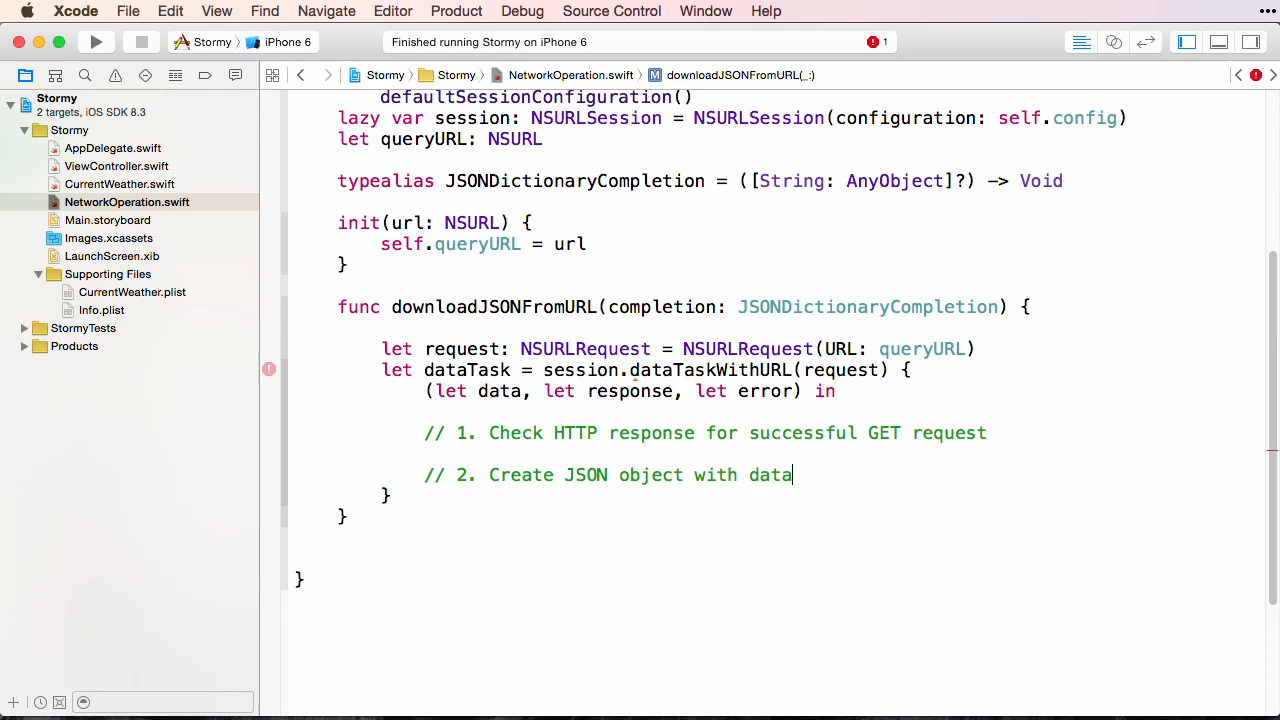 Xcode File Edit View Find Navigate Editor Product Debug Source Control Window Help
Stormy iPhone 6 Finished running Stormy on iPhone 6 1
Stormy Stormy NetworkOperation.swift M downloadJSONFromURL(_:)
Stormy
2 targets, iOS SDK 8.3
Stormy
AppDelegate.swift
ViewController.swift
CurrentWeather.swift
NetworkOperation.swift
Main.storyboard
Images.xcassets
LaunchScreen.xib
Supporting Files
CurrentWeather.plist
Info.plist
StormyTests
Products
defaultSessionConfiguration()
lazy var session: NSURLSession = NSURLSession(configuration: self.config)
let queryURL: NSURL
typealias JSONDictionaryCompletion = ([String: AnyObject]?) -> Void
init(url: NSURL) {
self.queryURL = url
}
func downloadJSONFromURL(completion: JSONDictionaryCompletion) {
let request: NSURLRequest = NSURLRequest(URL: queryURL)
let dataTask = session.dataTaskWithURL(request) {
(let data, let response, let error) in
// 1. Check HTTP response for successful GET request
// 2. Create JSON object with data
}
}
}